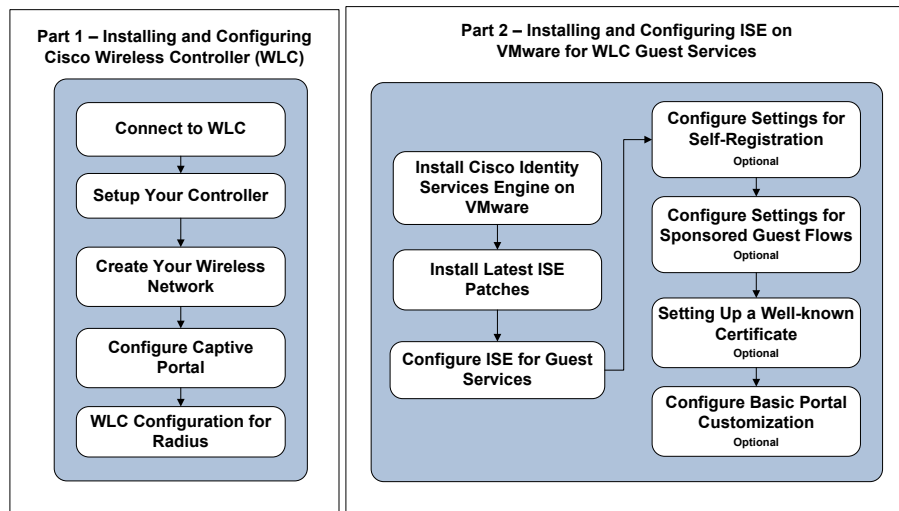 Part 1 – Installing and Configuring
Cisco Wireless Controller (WLC)
Connect to WLC
Setup Your Controller
Create Your Wireless
Network
Configure Captive
Portal
WLC Configuration for
Radius
Part 2 – Installing and Configuring ISE on
VMware for WLC Guest Services
Install Cisco Identity
Services Engine on
VMware
Install Latest ISE
Patches
Configure ISE for Guest
Services
Configure Settings for
Self-Registration
Optional
Configure Settings for
Sponsored Guest Flows
Optional
Setting Up a Well-known
Certificate
Optional
Configure Basic Portal
Customization
Optional